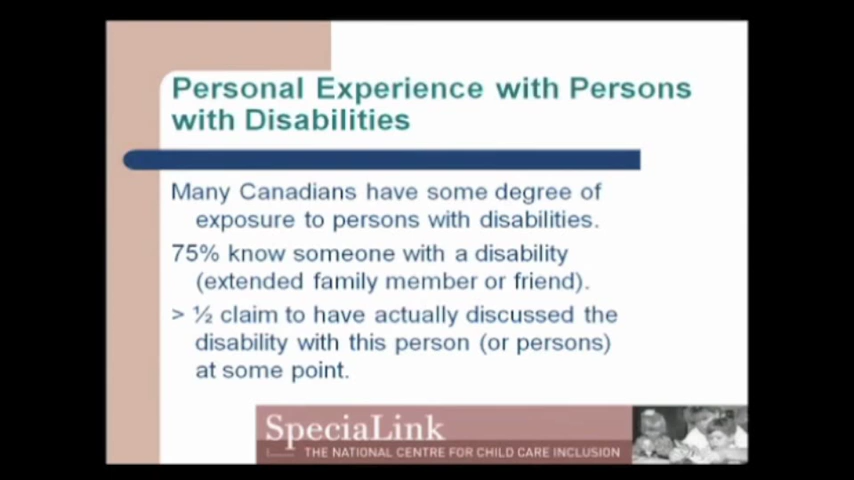 Personal Experience with Persons
with Disabilities
Many Canadians have some degree of
exposure to persons with disabilities.
75% know someone with a disability
(extended family member or friend).
> ½ claim to have actually discussed the
disability with this person (or persons)
at some point.
SpeciaLink
THE NATIONAL CENTRE FOR CHILD CARE INCLUSION